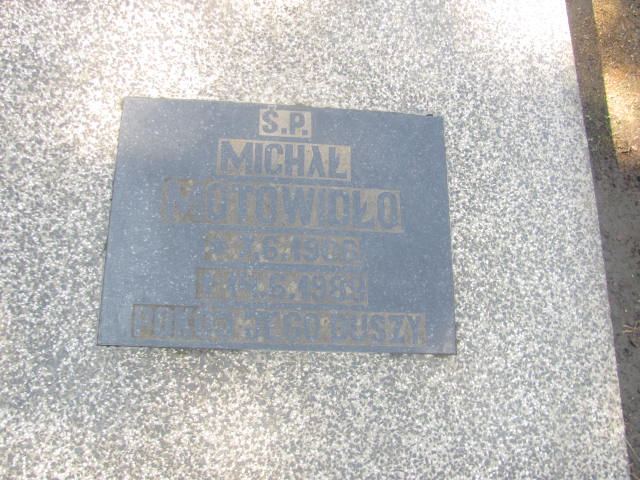 Ś.P.
MICHAŁ
MOTOWIDŁO
POKÓJ JEGO DUSZY